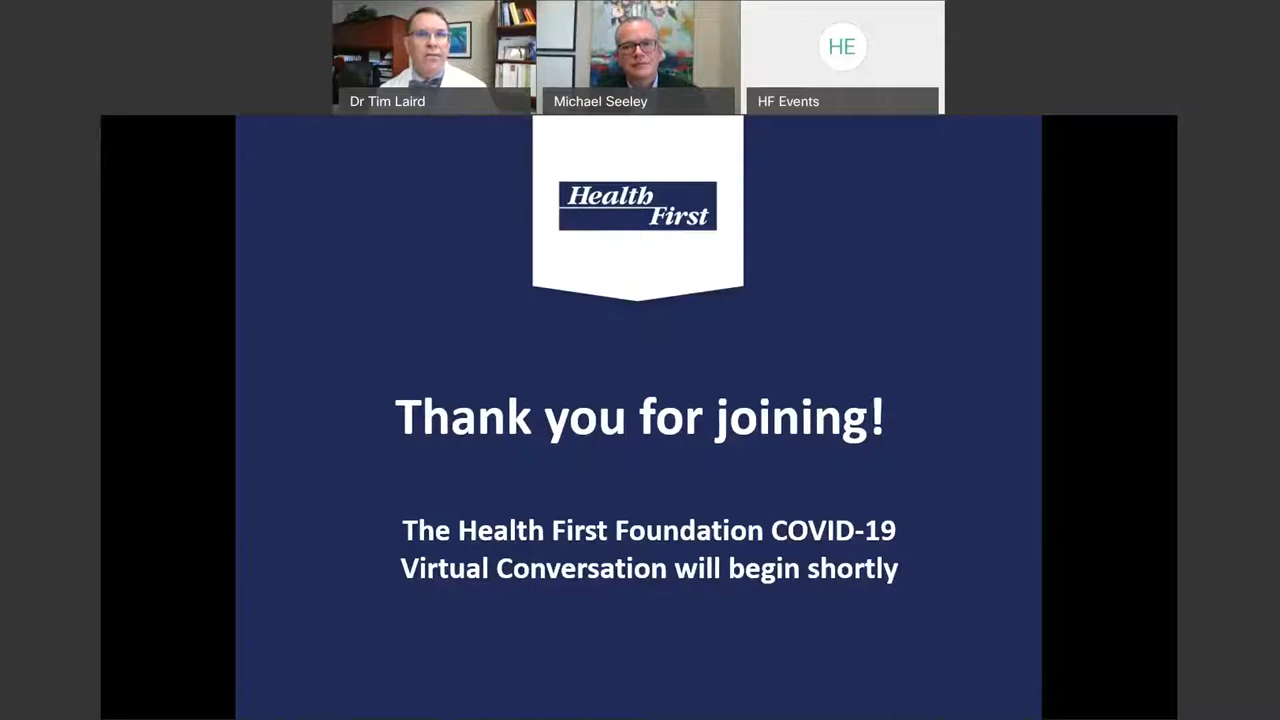 Dr Tim Laird
Michael Seeley
HE
HF Events
Health
First
Thank you for joining!
The Health First Foundation COVID-19
Virtual Conversation will begin shortly